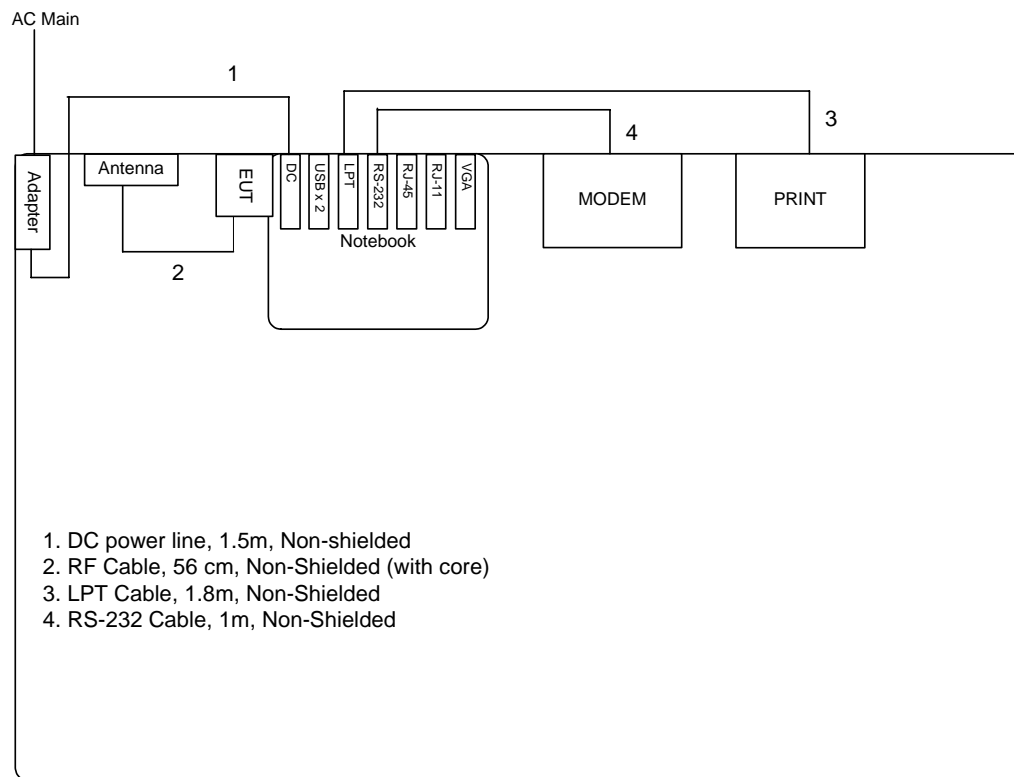 AC Main
1
3
4
Adapter
Antenna
EUT
DC
USB x 2
LPT
RS-232
RJ-45
RJ-11
VGA
MODEM
PRINT
Notebook
2
1. DC power line, 1.5m, Non-shielded
2. RF Cable, 56 cm, Non-Shielded (with core)
3. LPT Cable, 1.8m, Non-Shielded
4. RS-232 Cable, 1m, Non-Shielded